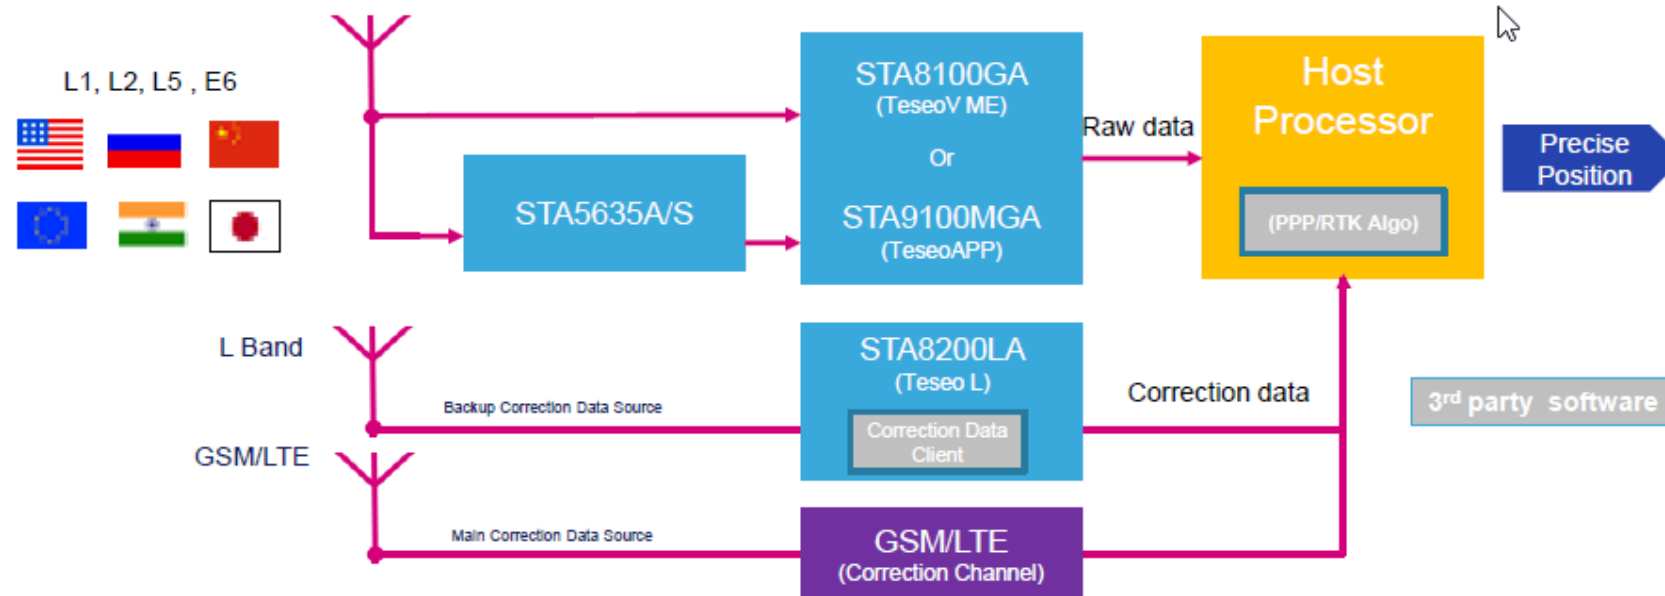 L1, L2, L5 , E6
STA5635A/S
STA8100GA
(TeseoV ME)
Or
STA9100MGA
(TeseoAPP)
Raw data
Host
Processor
(PPP/RTK Algo)
Precise
Position
L Band
Backup Correction Data Source
STA8200LA
(Teseo L)
Correction Data
Client
Correction data
3rd party software
GSM/LTE
Main Correction Data Source
GSM/LTE
(Correction Channel)